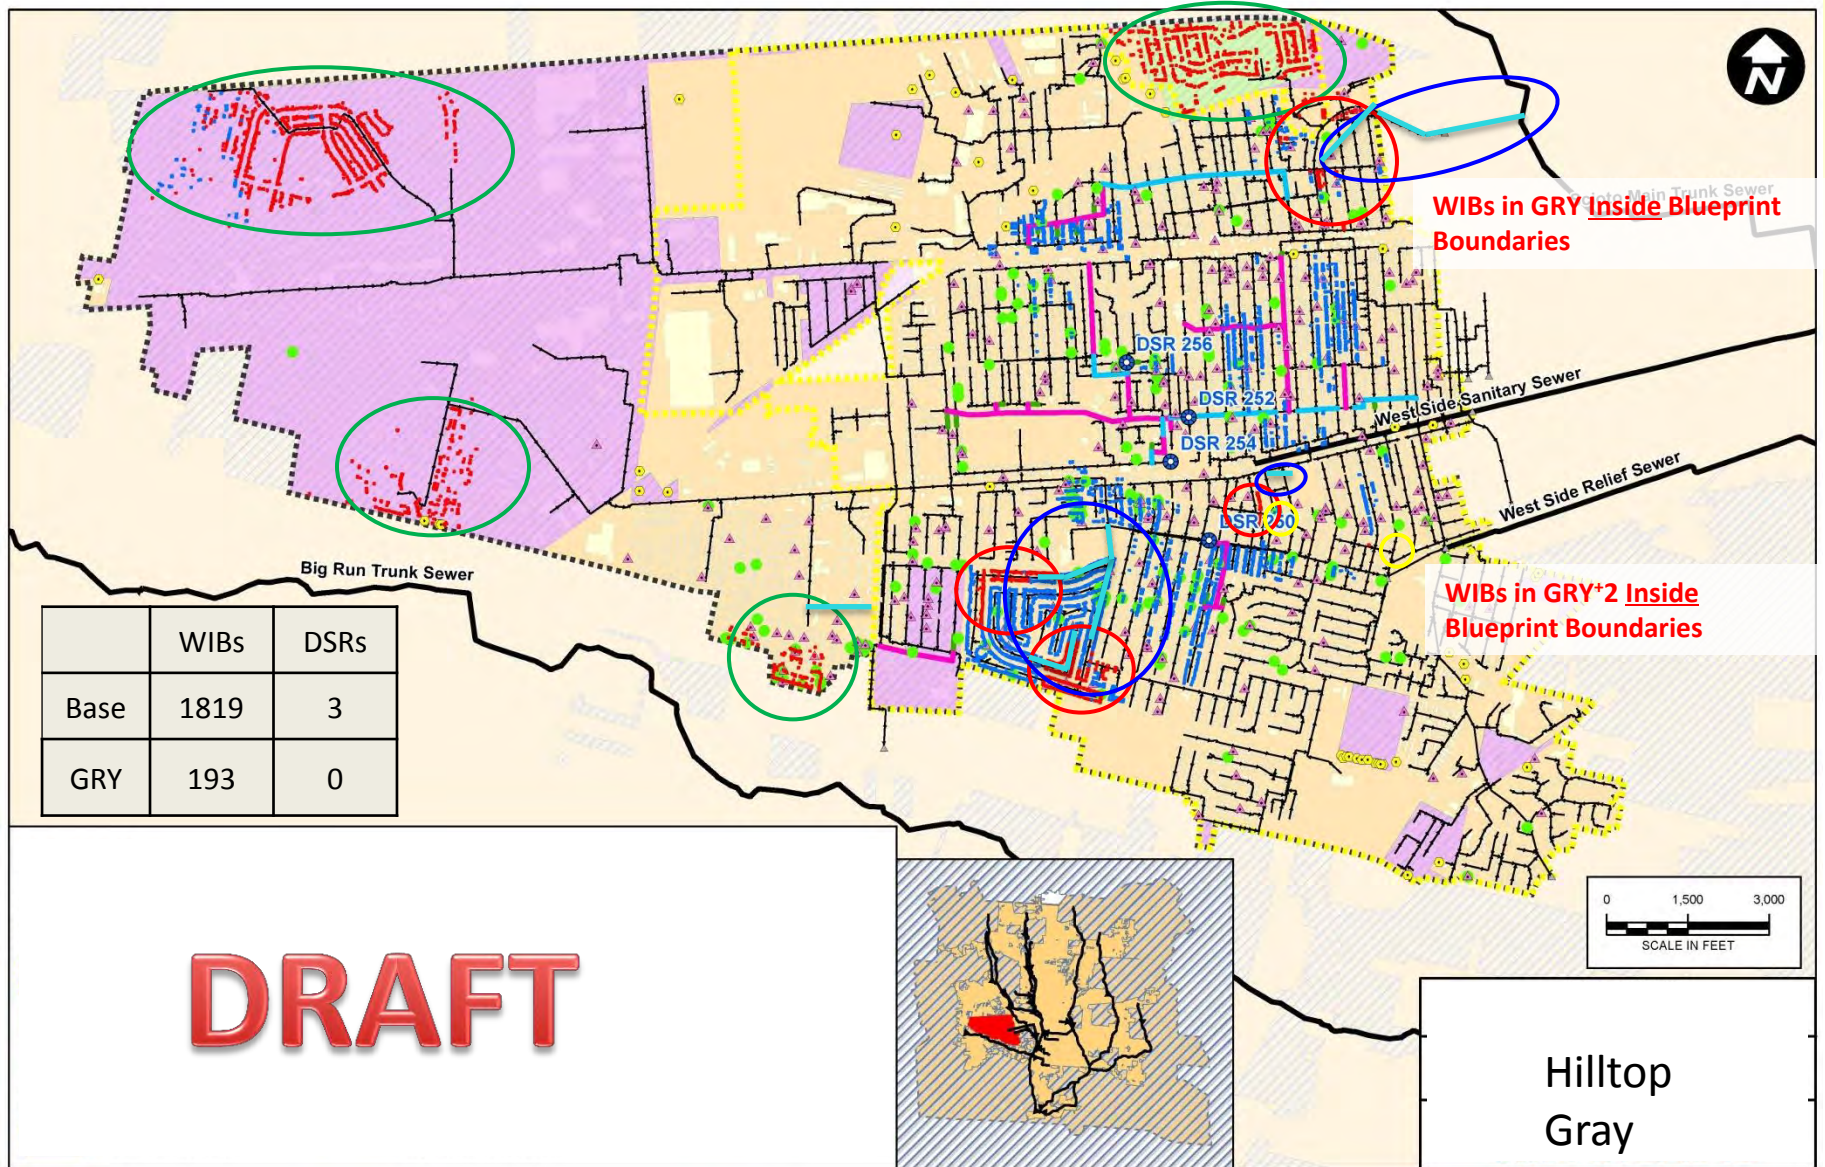 N
Scioto Main Trunk Sewer
WIBs in GRY Inside Blueprint
Boundaries
DSR 256
DSR 252
West Side Sanitary Sewer
DSR 254
West Side Relief Sewer
DSR 250
Big Run Trunk Sewer
WIBs in GRY+2 Inside
Blueprint Boundaries
WIBs DSRs
Base 1819 3
GRY 193 0
0 1,500 3,000
SCALE IN FEET
DRAFT
Hilltop
Gray